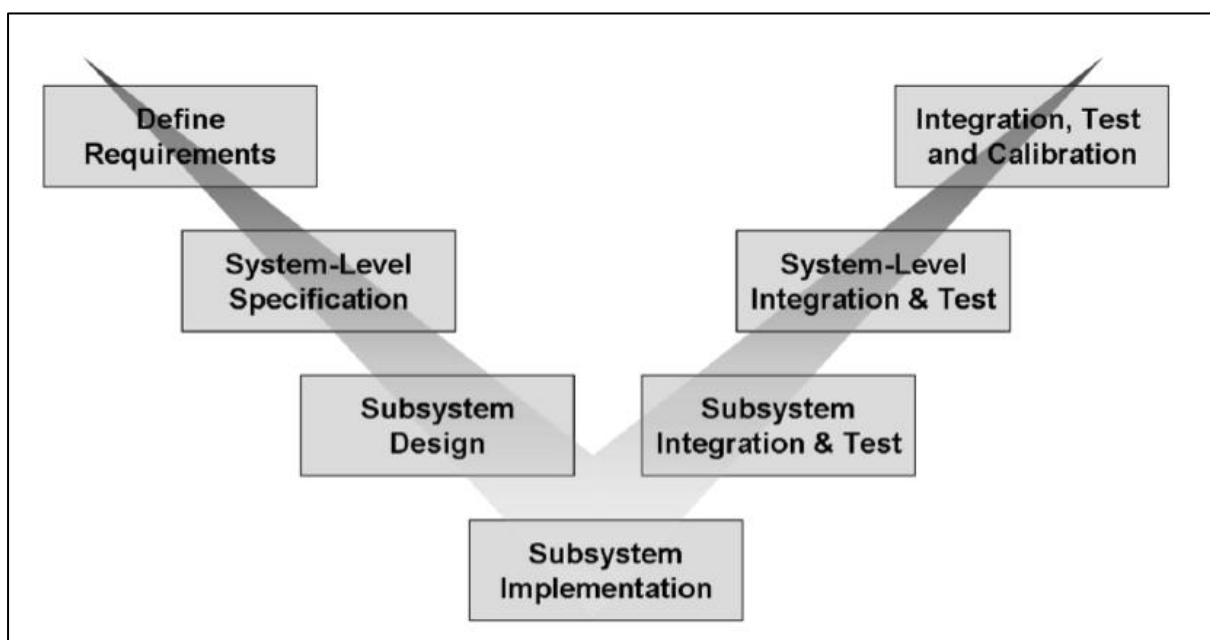 Define
Requirements
Integration, Test
and Calibration
System-Level
Specification
System-Level
Integration & Test
Subsystem
Design
Subsystem
Integration & Test
Subsystem
Implementation